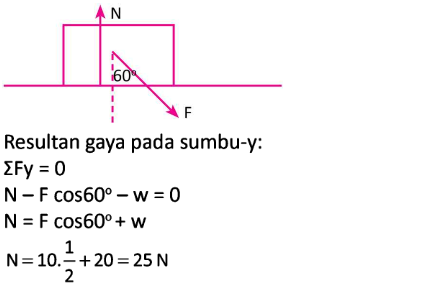 N
60°
F
Resultan gaya pada sumbu-y:
ΣFy = 0
N – F cos60° – w = 0
N = F cos60° + w
N = 10. 1/2 + 20 = 25 N